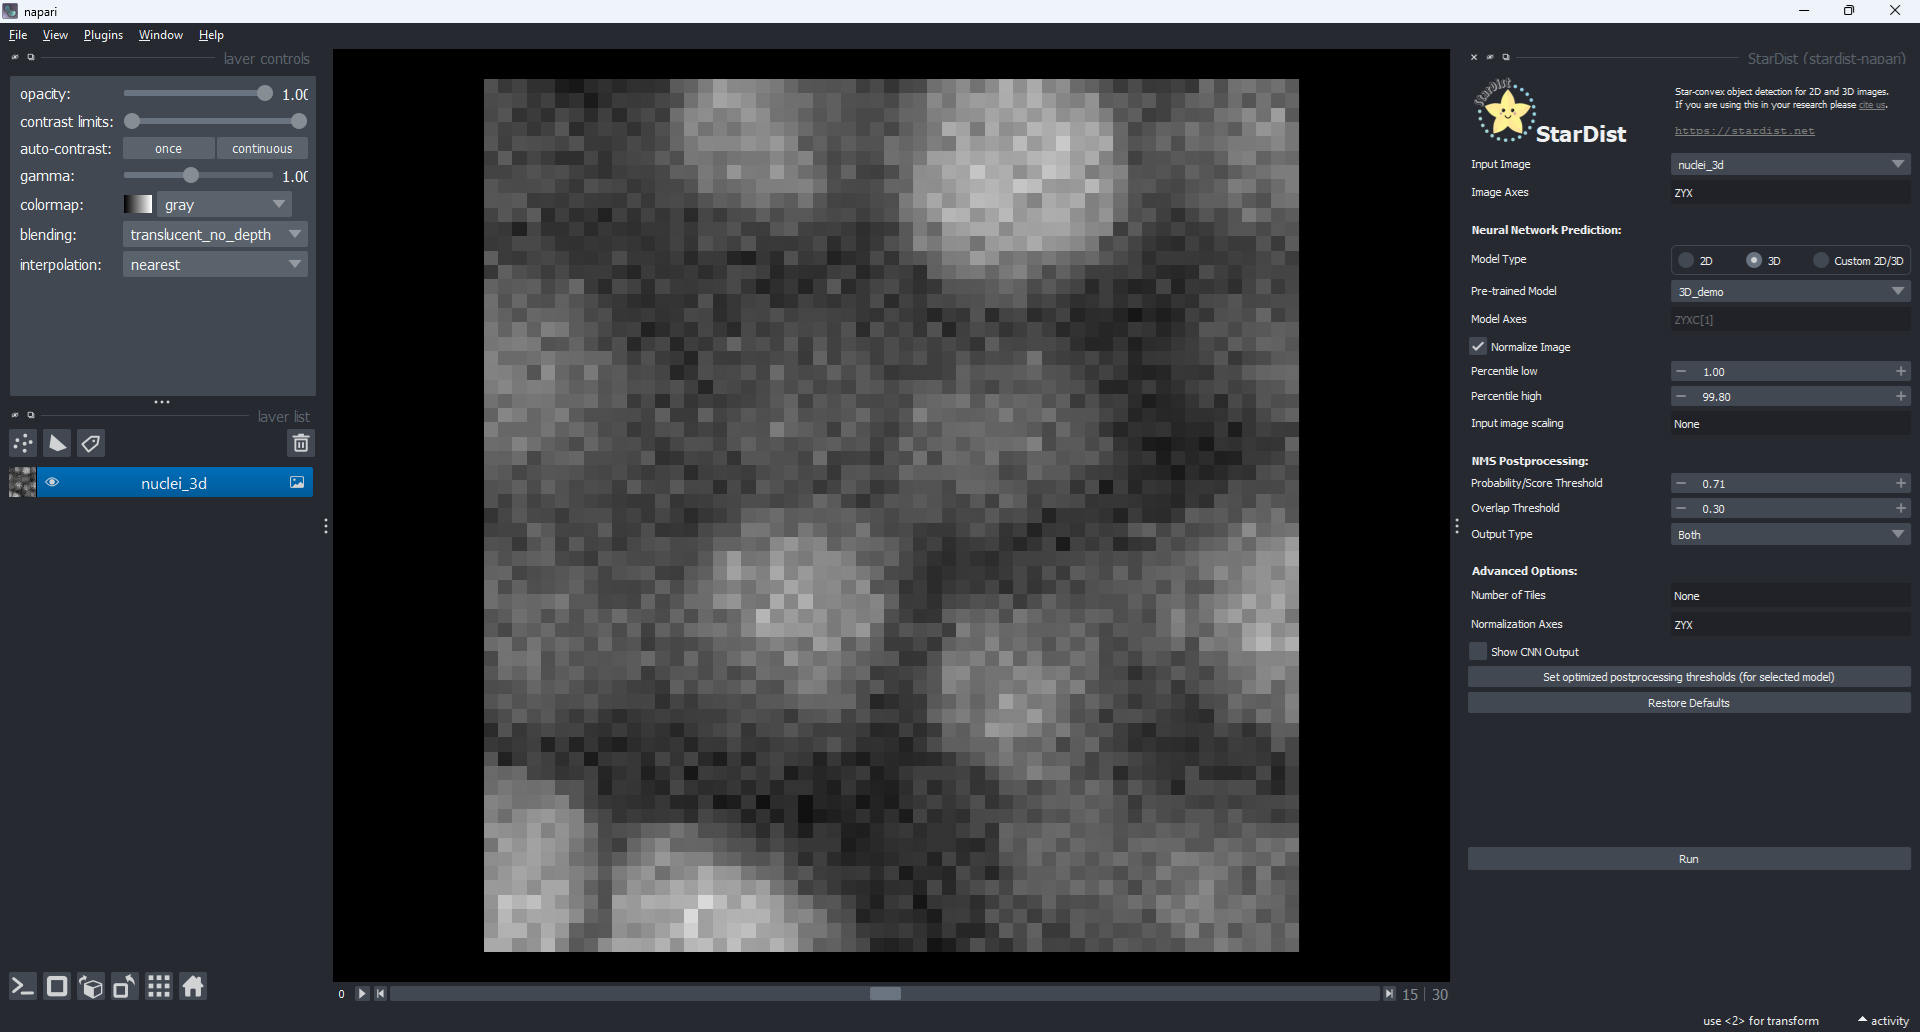 napari
File View Plugins Window Help
layer controls
opacity: 1.00
contrast limits:
auto-contrast: once continuous
gamma: 1.00
colormap: gray
blending: translucent_no_depth
interpolation: nearest
layer list
nuclei_3d
0
15 30
StarDist (stardist-napari)
StarDist
StarDist
Star-convex object detection for 2D and 3D images.
If you are using this in your research please cite us.
https://stardist.net
Input Image nuclei_3d
Image Axes ZYX
Neural Network Prediction:
Model Type 2D 3D Custom 2D/3D
Pre-trained Model 3D_demo
Model Axes ZYXC[1]
Normalize Image
Percentile low 1.00
Percentile high 99.80
Input image scaling None
NMS Postprocessing:
Probability/Score Threshold 0.71
Overlap Threshold 0.30
Output Type Both
Advanced Options:
Number of Tiles None
Normalization Axes ZYX
Show CNN Output
Set optimized postprocessing thresholds (for selected model)
Restore Defaults
Run
use <2> for transform activity